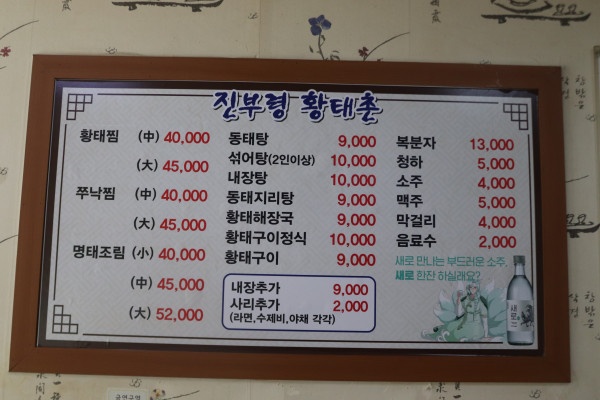 진부령 황태촌
황태찜 (中) 40,000
(大) 45,000
쭈낙찜 (中) 40,000
(大) 45,000
명태조림 (小) 40,000
(中) 45,000
(大) 52,000
동태탕 9,000
섞어탕(2인이상) 10,000
내장탕 10,000
동태지리탕 9,000
황태해장국 9,000
황태구이정식 10,000
황태구이 9,000
내장추가 9,000
사리추가 2,000
(라면,수제비,야채 각각)
복분자 13,000
청하 5,000
소주 4,000
맥주 5,000
막걸리 4,000
음료수 2,000
새로 만나는 부드러운 소주,
새로 한잔 하실래요?
새로